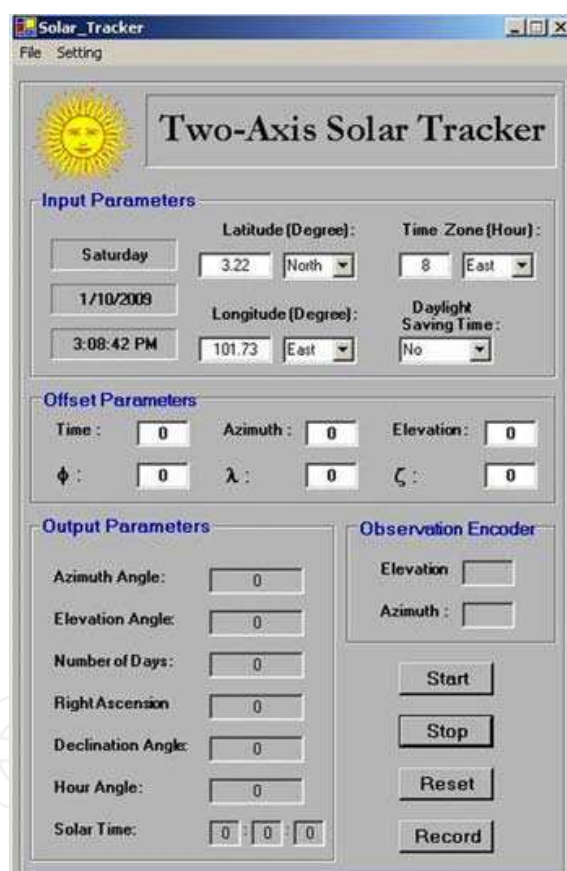 Solar_Tracker
File Setting
Two-Axis Solar Tracker
Input Parameters
Latitude (Degree) : Time Zone (Hour) :
Saturday
3.22 North 8 East
1/10/2009
Longitude (Degree) : Daylight
Saving Time :
3:08:42 PM 101.73 East No
Offset Parameters
Time : 0 Azimuth : 0 Elevation : 0
ϕ : 0 λ : 0 ζ : 0
Output Parameters Observation Encoder
Azimuth Angle: 0 Elevation
Elevation Angle: 0 Azimuth :
Number of Days: 0
Start
Right Ascension 0
Declination Angle: 0 Stop
Hour Angle: 0 Reset
Solar Time: 0 : 0 : 0 Record